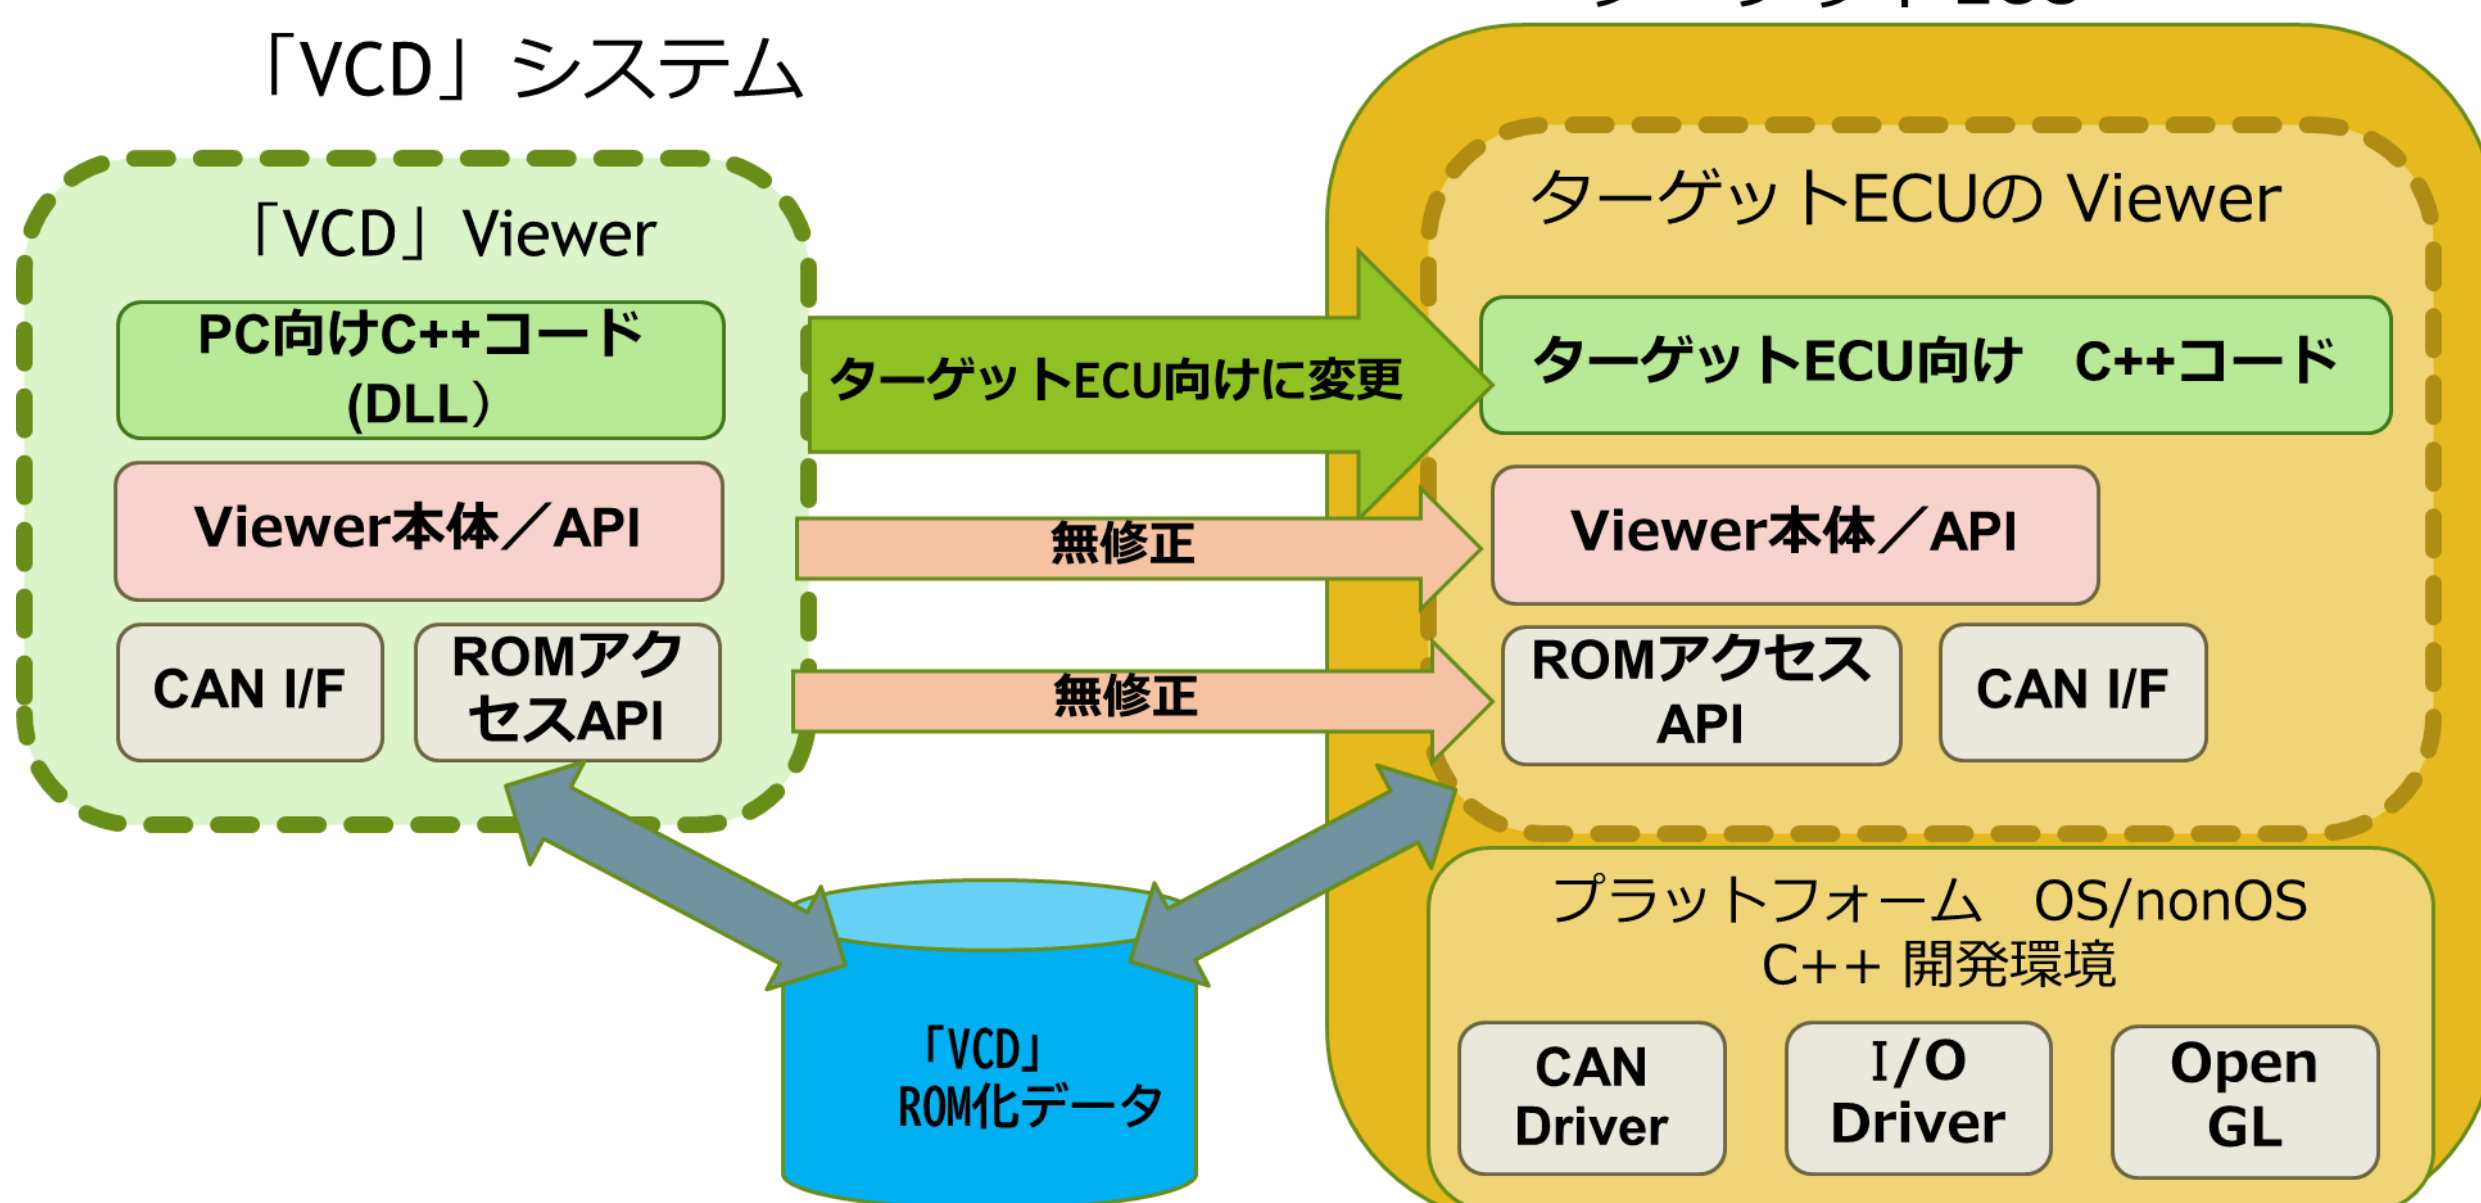 「VCD」システム
「VCD」Viewer
PC向けC++コード
(DLL）
Viewer本体／API
CAN I/F
ROMアク
セスAPI
ターゲットECU向けに変更
無修正
無修正
「VCD」
ROM化データ
ターゲットECUの Viewer
ターゲットECU向け　C++コード
Viewer本体／API
ROMアクセス
API
CAN I/F
プラットフォーム　OS/nonOS
C++ 開発環境
CAN
Driver
I/O
Driver
Open
GL